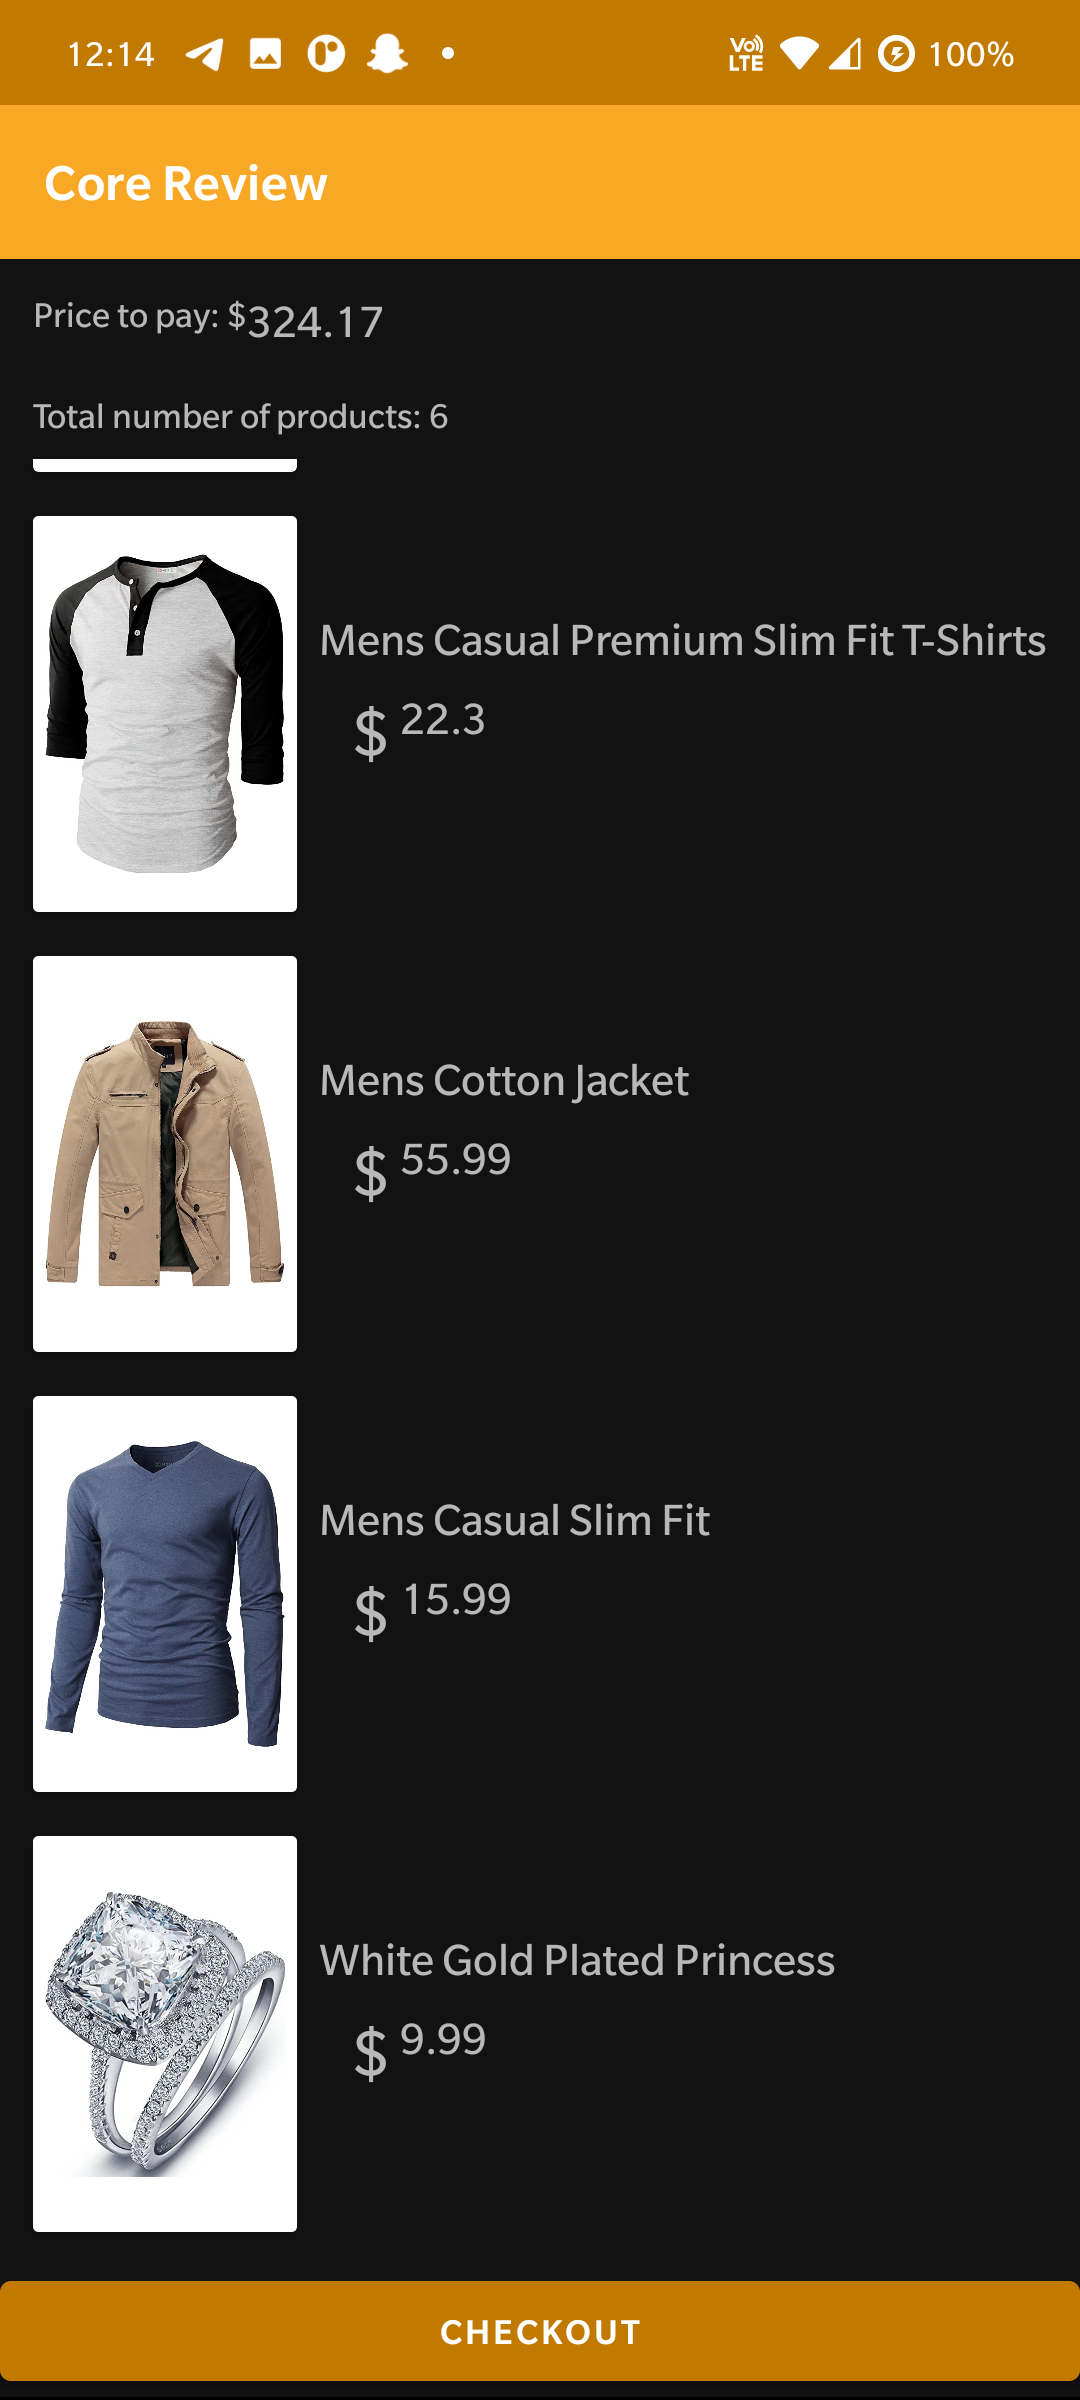 12:14 Vo) LTE 100%
Core Review
Price to pay: $324.17
Total number of products: 6
Mens Casual Premium Slim Fit T-Shirts
$ 22.3
Mens Cotton Jacket
$ 55.99
Mens Casual Slim Fit
$ 15.99
White Gold Plated Princess
$ 9.99
CHECKOUT